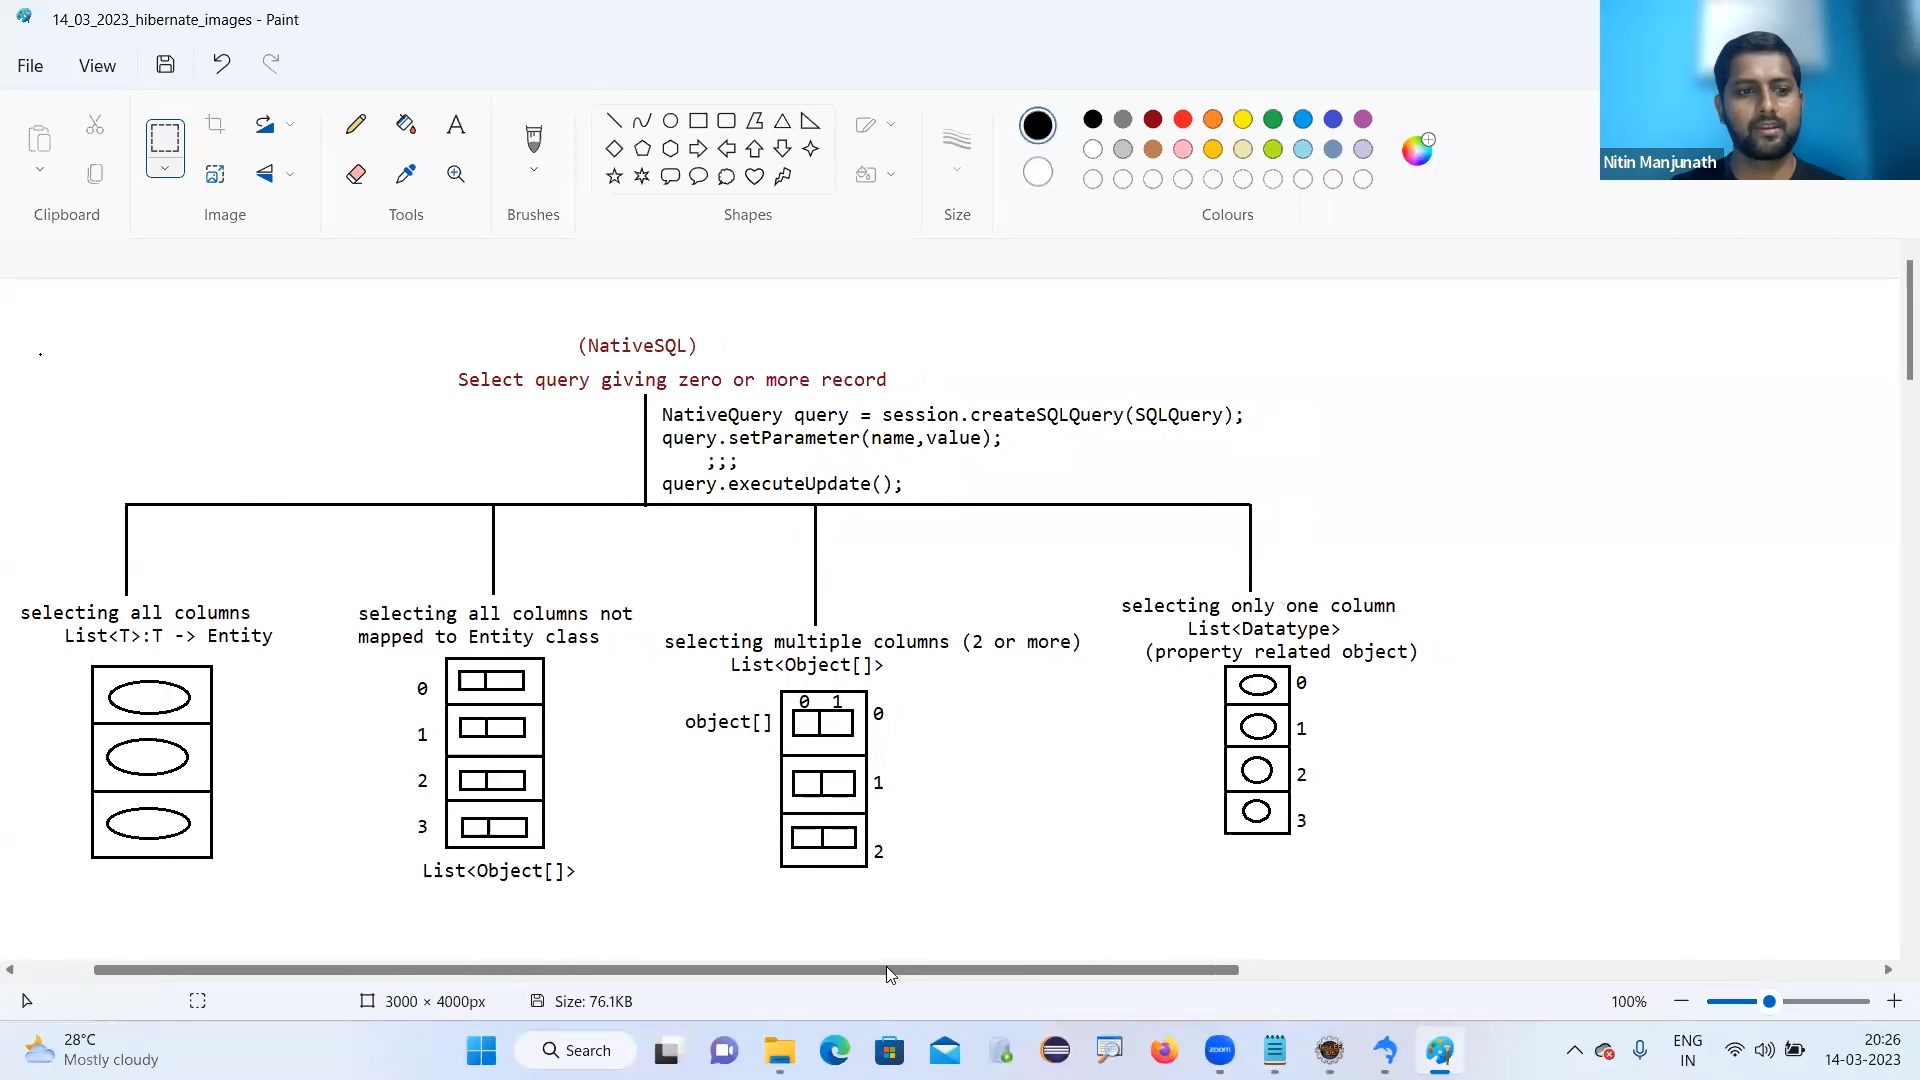 14_03_2023_hibernate_images - Paint
File
View
Clipboard
Image
Tools
Brushes
Shapes
Size
Colours
Nitin Manjunath
(NativeSQL)
Select query giving zero or more record
NativeQuery query = session.createSQLQuery(SQLQuery);
query.setParameter(name,value);
;;;
query.executeUpdate();
selecting all columns
List<T>:T -> Entity
selecting all columns not
mapped to Entity class
0
1
2
3
List<Object[]>
selecting multiple columns (2 or more)
List<Object[]>
object[]
0 1
0
1
2
selecting only one column
List<Datatype>
(property related object)
0
1
2
3
3000 × 4000px
Size: 76.1KB
100%
28°C
Mostly cloudy
Search
zoom
ENG
IN
20:26
14-03-2023